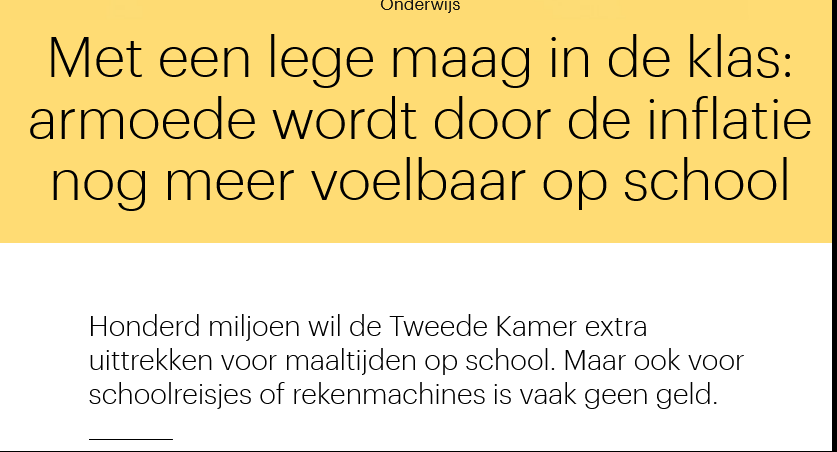 Onderwijs
Met een lege maag in de klas:
armoede wordt door de inflatie
nog meer voelbaar op school
Honderd miljoen wil de Tweede Kamer extra
uittrekken voor maaltijden op school. Maar ook voor
schoolreisjes of rekenmachines is vaak geen geld.